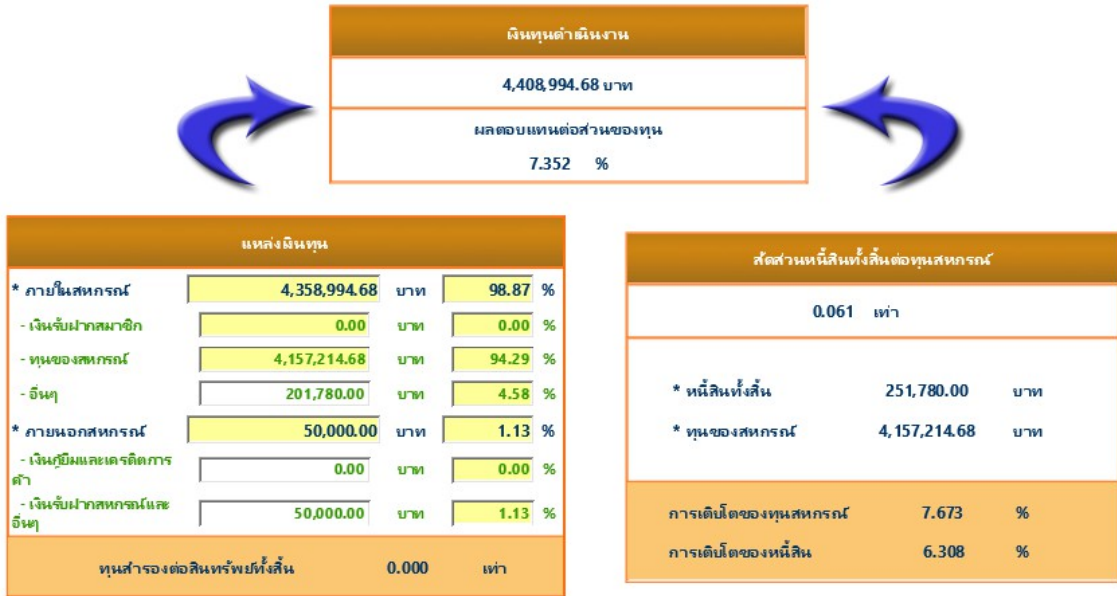 เงินทุนดำเนินงาน
4,408,994.68 บาท
ผลตอบแทนต่อส่วนของทุน
7.352 %
แหล่งเงินทุน
* ภายในสหกรณ์ 4,358,994.68 บาท 98.87 %
- เงินรับฝากสมาชิก 0.00 บาท 0.00 %
- ทุนของสหกรณ์ 4,157,214.68 บาท 94.29 %
- อื่นๆ 201,780.00 บาท 4.58 %
* ภายนอกสหกรณ์ 50,000.00 บาท 1.13 %
- เงินกู้ยืมและเครดิตการ
ค้า 0.00 บาท 0.00 %
- เงินรับฝากสหกรณ์และ
อื่นๆ 50,000.00 บาท 1.13 %
ทุนสำรองต่อสินทรัพย์ทั้งสิ้น 0.000 เท่า
สัดส่วนหนี้สินทั้งสิ้นต่อทุนสหกรณ์
0.061 เท่า
* หนี้สินทั้งสิ้น 251,780.00 บาท
* ทุนของสหกรณ์ 4,157,214.68 บาท
การเติบโตของทุนสหกรณ์ 7.673 %
การเติบโตของหนี้สิน 6.308 %